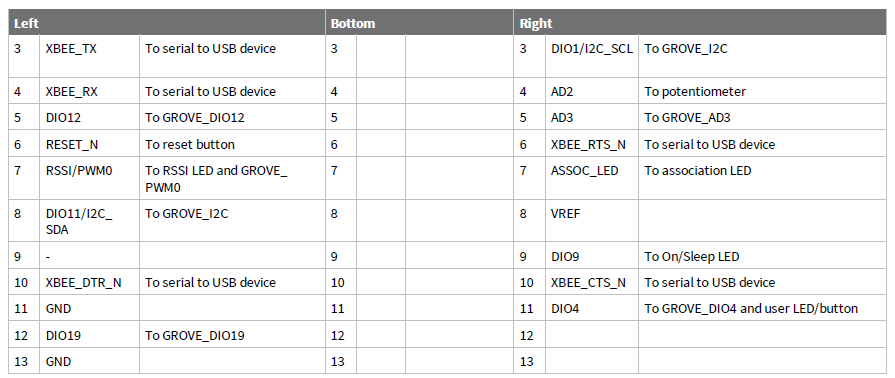 Left Bottom Right
3 XBEE_TX To serial to USB device 3 3 DIO1/I2C_SCL To GROVE_I2C
4 XBEE_RX To serial to USB device 4 4 AD2 To potentiometer
5 DIO12 To GROVE_DIO12 5 5 AD3 To GROVE_AD3
6 RESET_N To reset button 6 6 XBEE_RTS_N To serial to USB device
7 RSSI/PWM0 To RSSI LED and GROVE_ 7 7 ASSOC_LED To association LED
PWM0
8 DIO11/I2C_ To GROVE_I2C 8 8 VREF
SDA
9 - 9 9 DIO9 To On/Sleep LED
10 XBEE_DTR_N To serial to USB device 10 10 XBEE_CTS_N To serial to USB device
11 GND 11 11 DIO4 To GROVE_DIO4 and user LED/button
12 DIO19 To GROVE_DIO19 12 12
13 GND 13 13